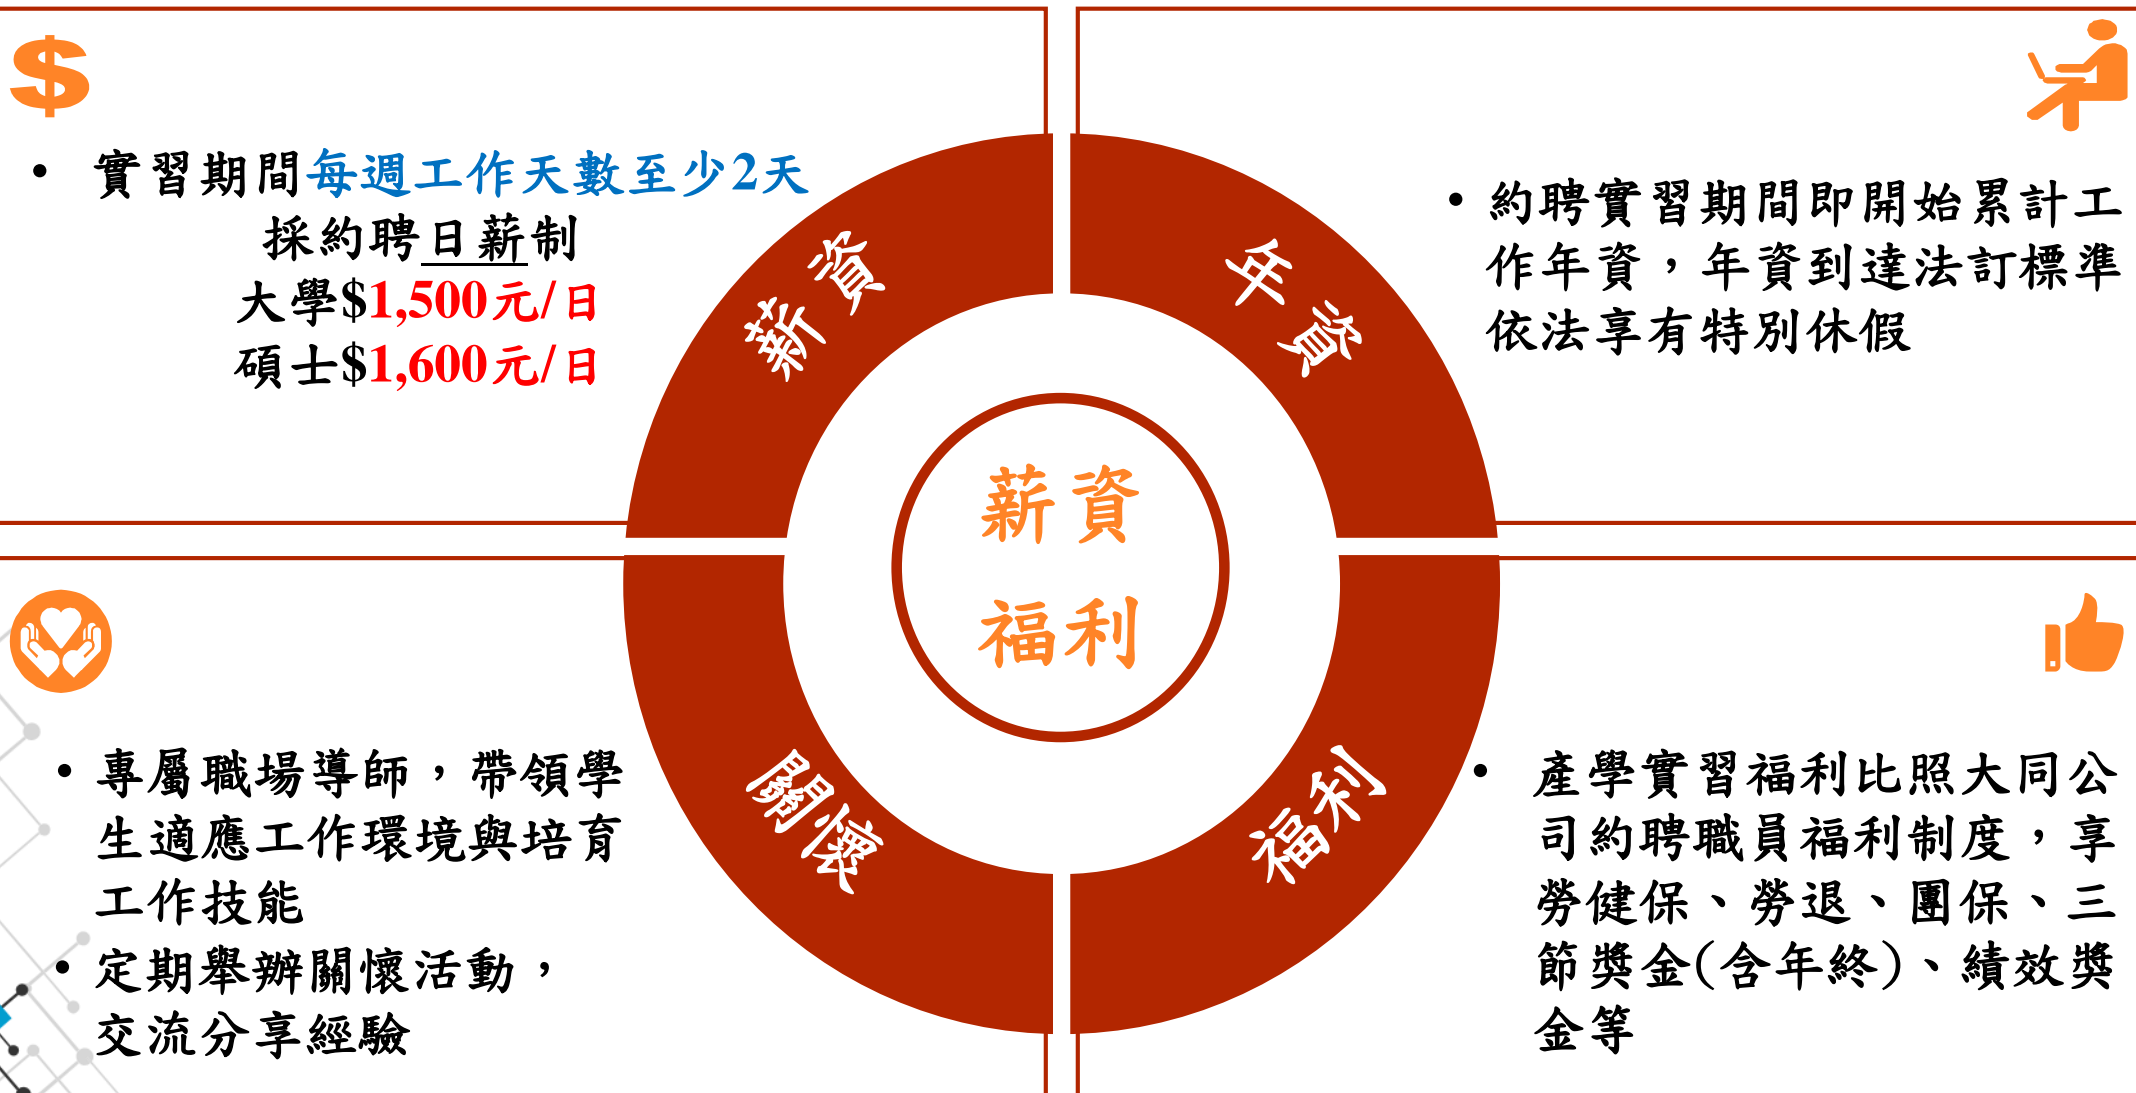 • 實習期間每週工作天數至少2天
採約聘日薪制
大學$1,500元/日
碩士$1,600元/日
薪資
年資
• 約聘實習期間即開始累計工
作年資，年資到達法訂標準
依法享有特別休假
薪資
福利
關懷
福利
• 專屬職場導師，帶領學
生適應工作環境與培育
工作技能
• 定期舉辦關懷活動，
交流分享經驗
• 產學實習福利比照大同公
司約聘職員福利制度，享
勞健保、勞退、團保、三
節獎金(含年終)、績效獎
金等